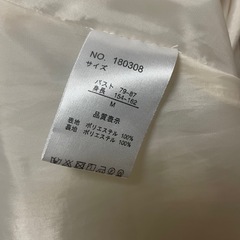 NO. 180308
サイズ
バスト 79-87
身長 154-162
M
品質表示
表地 ポリエステル 100%
裏地 ポリエステル 100%